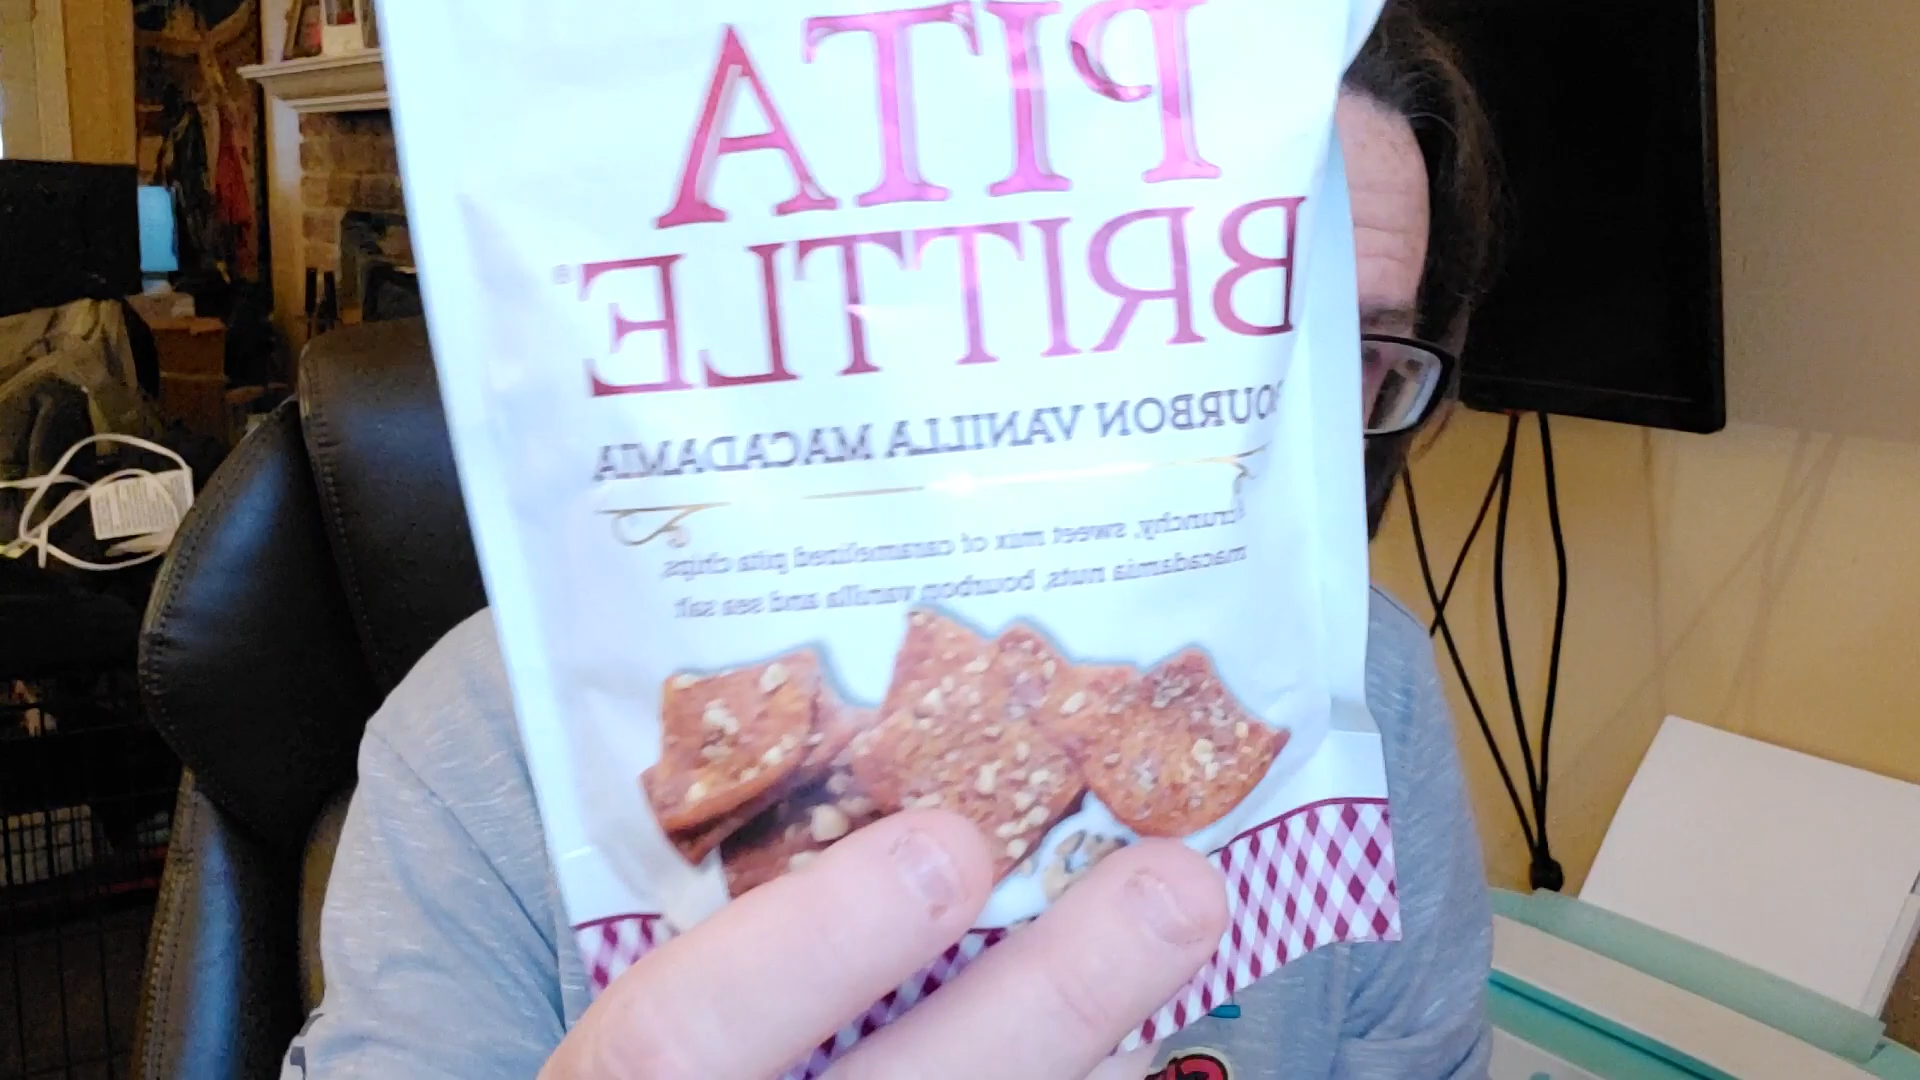 PITA
BRITTLE®
BOURBON VANILLA MACADAMIA
crunchy, sweet mix of caramelized pita chips,
macadamia nuts, bourbon vanilla and sea salt